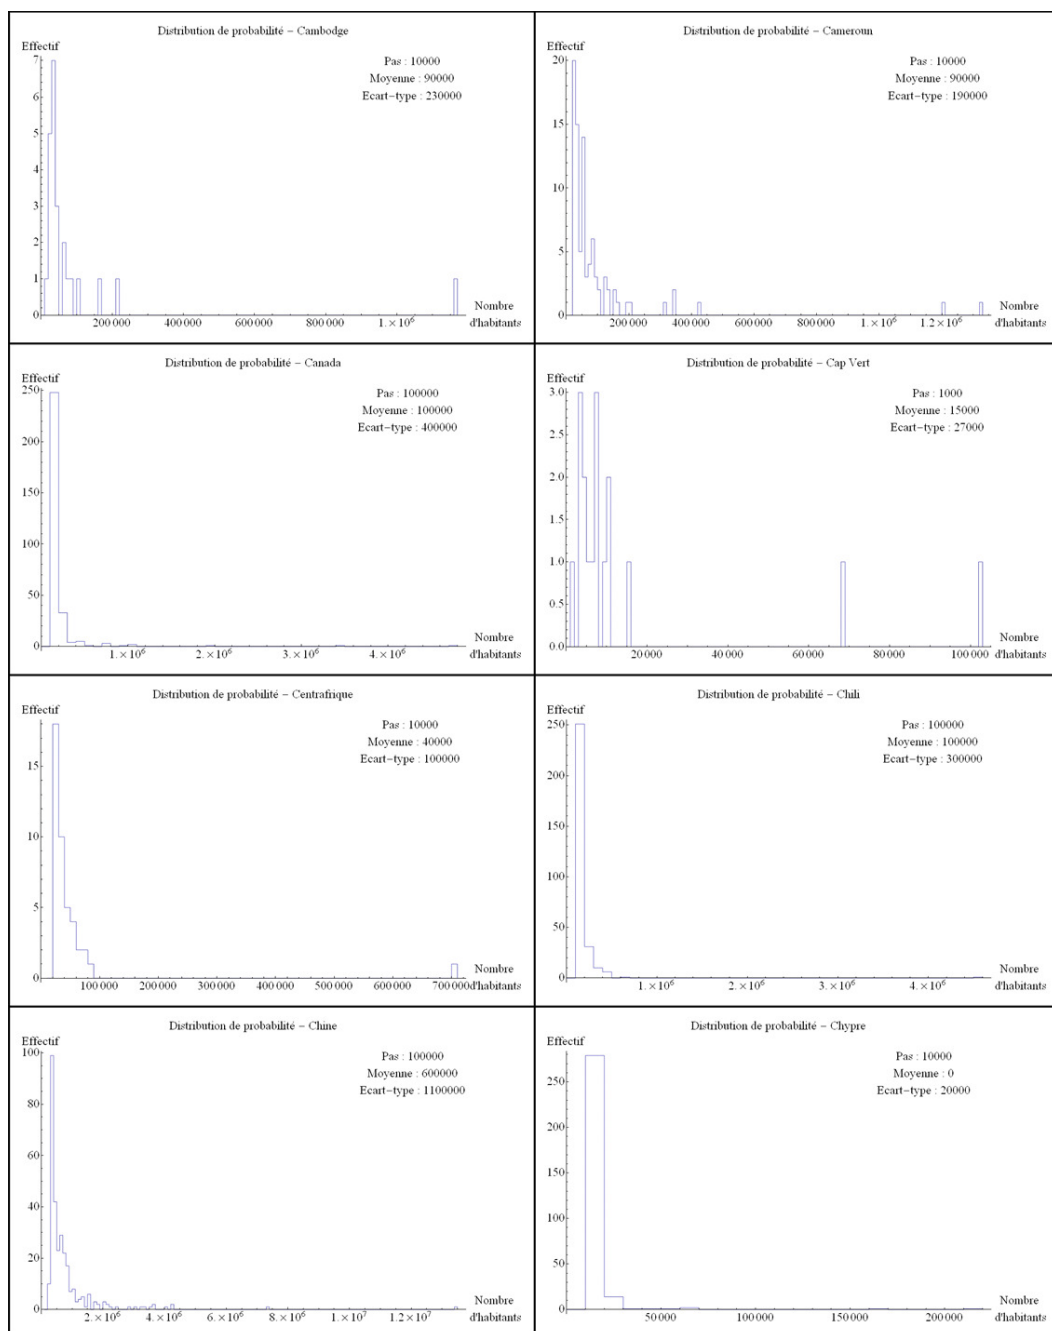 Distribution de probabilité − Cambodge
Effectif
Pas : 10000
Moyenne : 90000
Ecart−type : 230000
7
6
5
4
3
2
1
0
200000 400000 600000 800000 1.×10⁶
Nombre
d'habitants
Distribution de probabilité − Cameroun
Effectif
Pas : 10000
Moyenne : 90000
Ecart−type : 190000
20
15
10
5
0
200000 400000 600000 800000 1.×10⁶ 1.2×10⁶
Nombre
d'habitants
Distribution de probabilité − Canada
Effectif
Pas : 100000
Moyenne : 100000
Ecart−type : 400000
250
200
150
100
50
0
1.×10⁶ 2.×10⁶ 3.×10⁶ 4.×10⁶
Nombre
d'habitants
Distribution de probabilité − Cap Vert
Effectif
Pas : 1000
Moyenne : 15000
Ecart−type : 27000
3.0
2.5
2.0
1.5
1.0
0.5
0.0
20000 40000 60000 80000 100000
Nombre
d'habitants
Distribution de probabilité − Centrafrique
Effectif
Pas : 10000
Moyenne : 40000
Ecart−type : 100000
15
10
5
0
100000 200000 300000 400000 500000 600000 700000
Nombre
d'habitants
Distribution de probabilité − Chili
Effectif
Pas : 100000
Moyenne : 100000
Ecart−type : 300000
250
200
150
100
50
0
1.×10⁶ 2.×10⁶ 3.×10⁶ 4.×10⁶
Nombre
d'habitants
Distribution de probabilité − Chine
Effectif
Pas : 100000
Moyenne : 600000
Ecart−type : 1100000
100
80
60
40
20
0
2.×10⁶ 4.×10⁶ 6.×10⁶ 8.×10⁶ 1.×10⁷ 1.2×10⁷
Nombre
d'habitants
Distribution de probabilité − Chypre
Effectif
Pas : 10000
Moyenne : 0
Ecart−type : 20000
250
200
150
100
50
0
50000 100000 150000 200000
Nombre
d'habitants